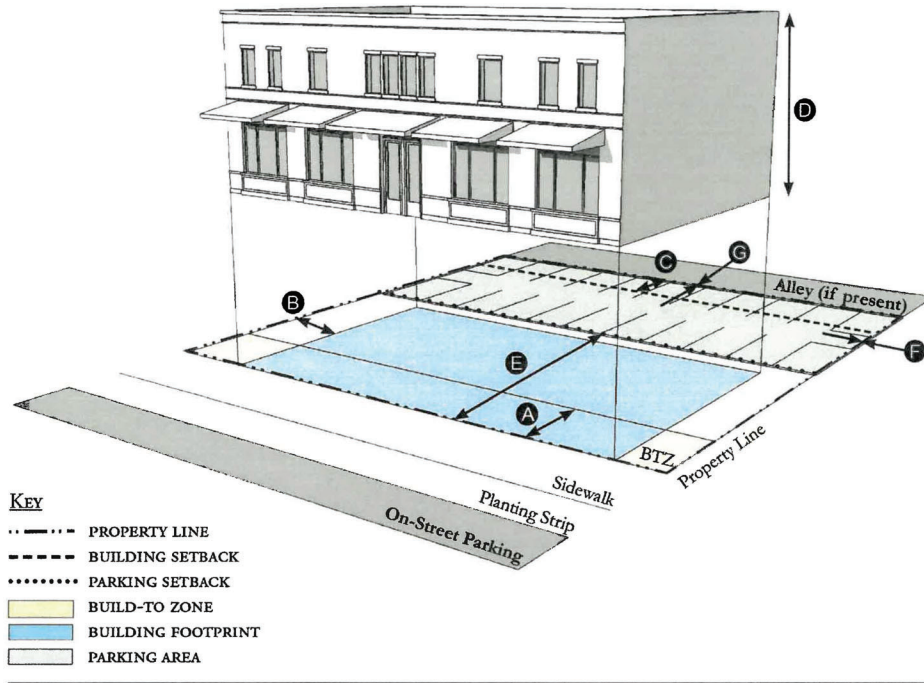 D
G
C
Alley (if present)
B
F
E
A
BTZ
Property Line
Sidewalk
Planting Strip
On-Street Parking
KEY
PROPERTY LINE
BUILDING SETBACK
PARKING SETBACK
BUILD-TO ZONE
BUILDING FOOTPRINT
PARKING AREA